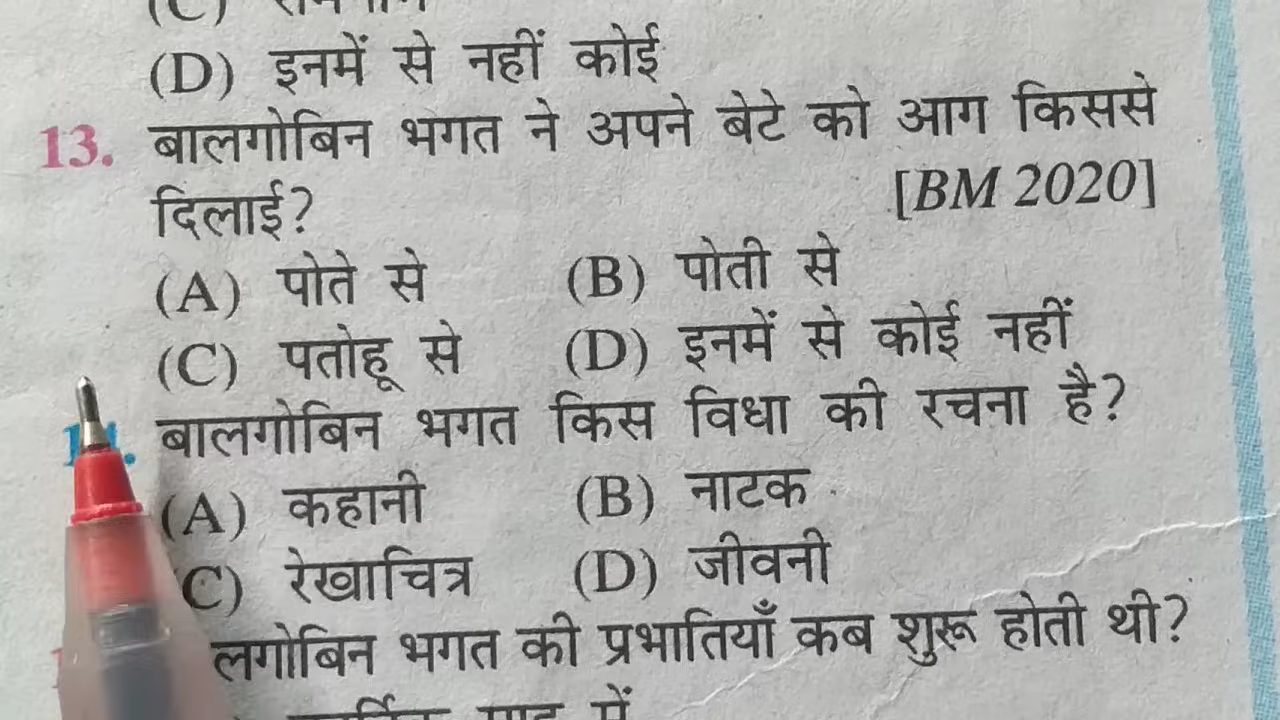 (D) इनमें से नहीं कोई
13. बालगोबिन भगत ने अपने बेटे को आग किससे
दिलाई? [BM 2020]
(A) पोते से (B) पोती से
(C) पतोहू से (D) इनमें से कोई नहीं
बालगोबिन भगत किस विधा की रचना है?
(A) कहानी (B) नाटक
C) रेखाचित्र (D) जीवनी
लगोबिन भगत की प्रभातियाँ कब शुरू होती थी?